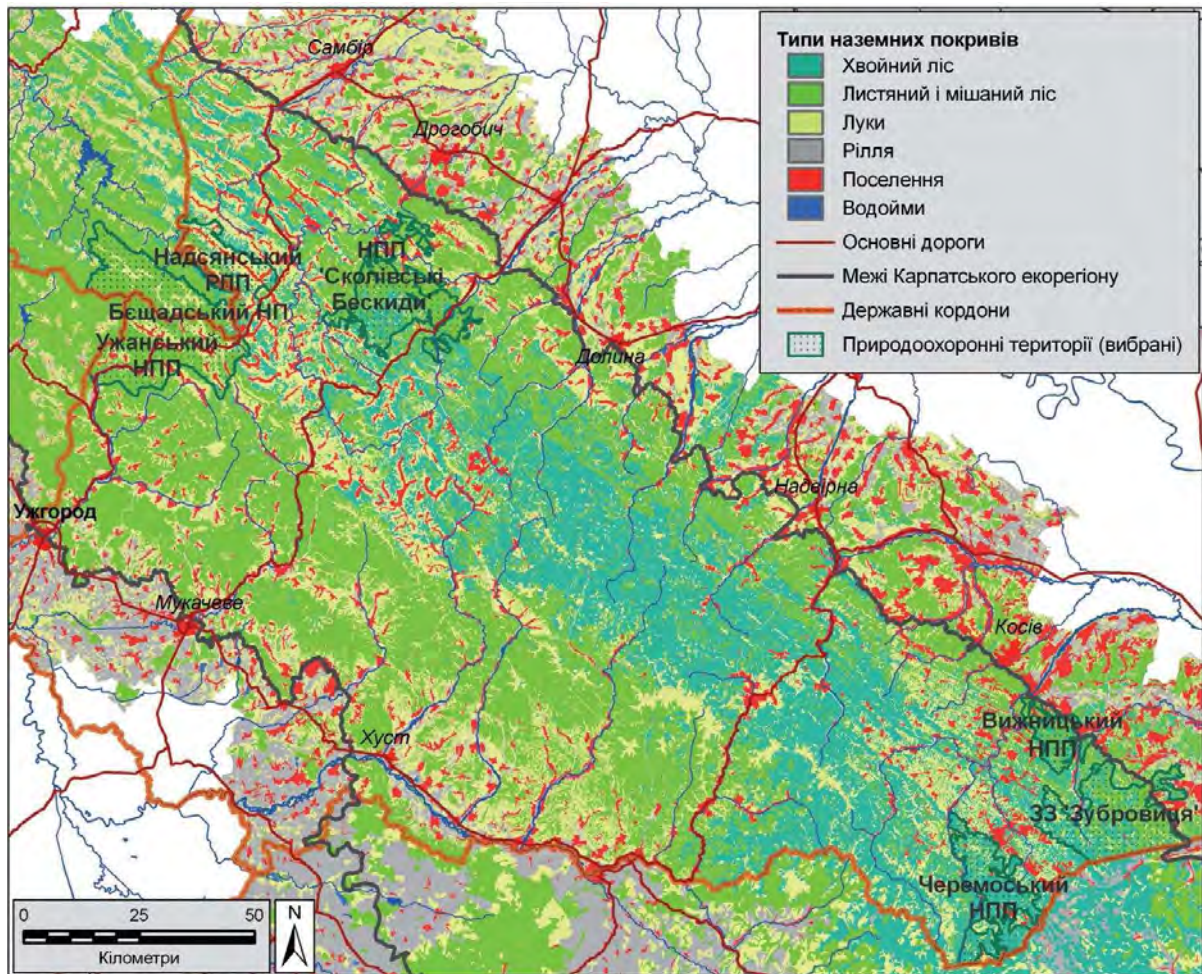 Типи наземних покривів
Хвойний ліс
Листяний і мішаний ліс
Луки
Рілля
Поселення
Водойми
Основні дороги
Межі Карпатського екорегіону
Державні кордони
Природоохоронні території (вибрані)
Самбір
Дрогобич
НПП
"Сколівські
Бескиди"
Надсянський
РПП
Бєщадський НП
Ужанський
НПП
Долина
Надвірна
Ужгород
Мукачеве
Косів
Хуст
Вижницький
НПП
ЗЗ "Зубровиця"
Черемоський
НПП
0 25 50
Кілометри
N